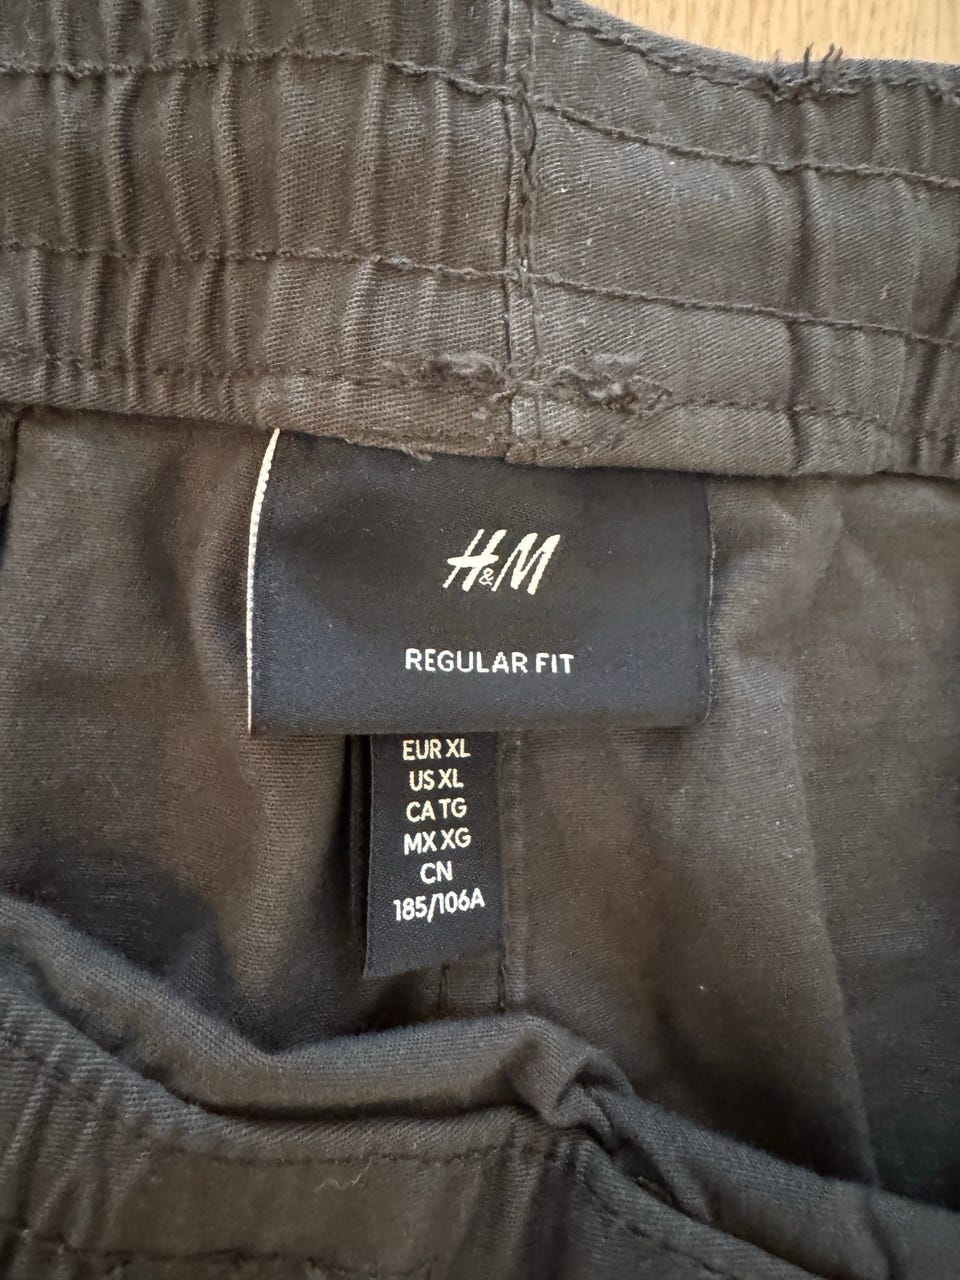 H&M
REGULAR FIT
EUR XL
US XL
CA TG
MX XG
CN
185/106A